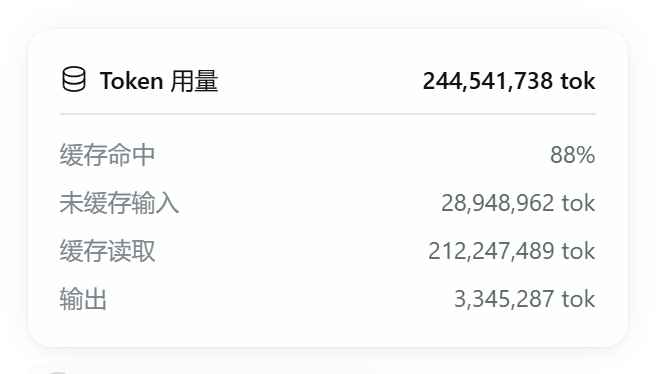 Token 用量 244,541,738 tok
缓存命中 88%
未缓存输入 28,948,962 tok
缓存读取 212,247,489 tok
输出 3,345,287 tok